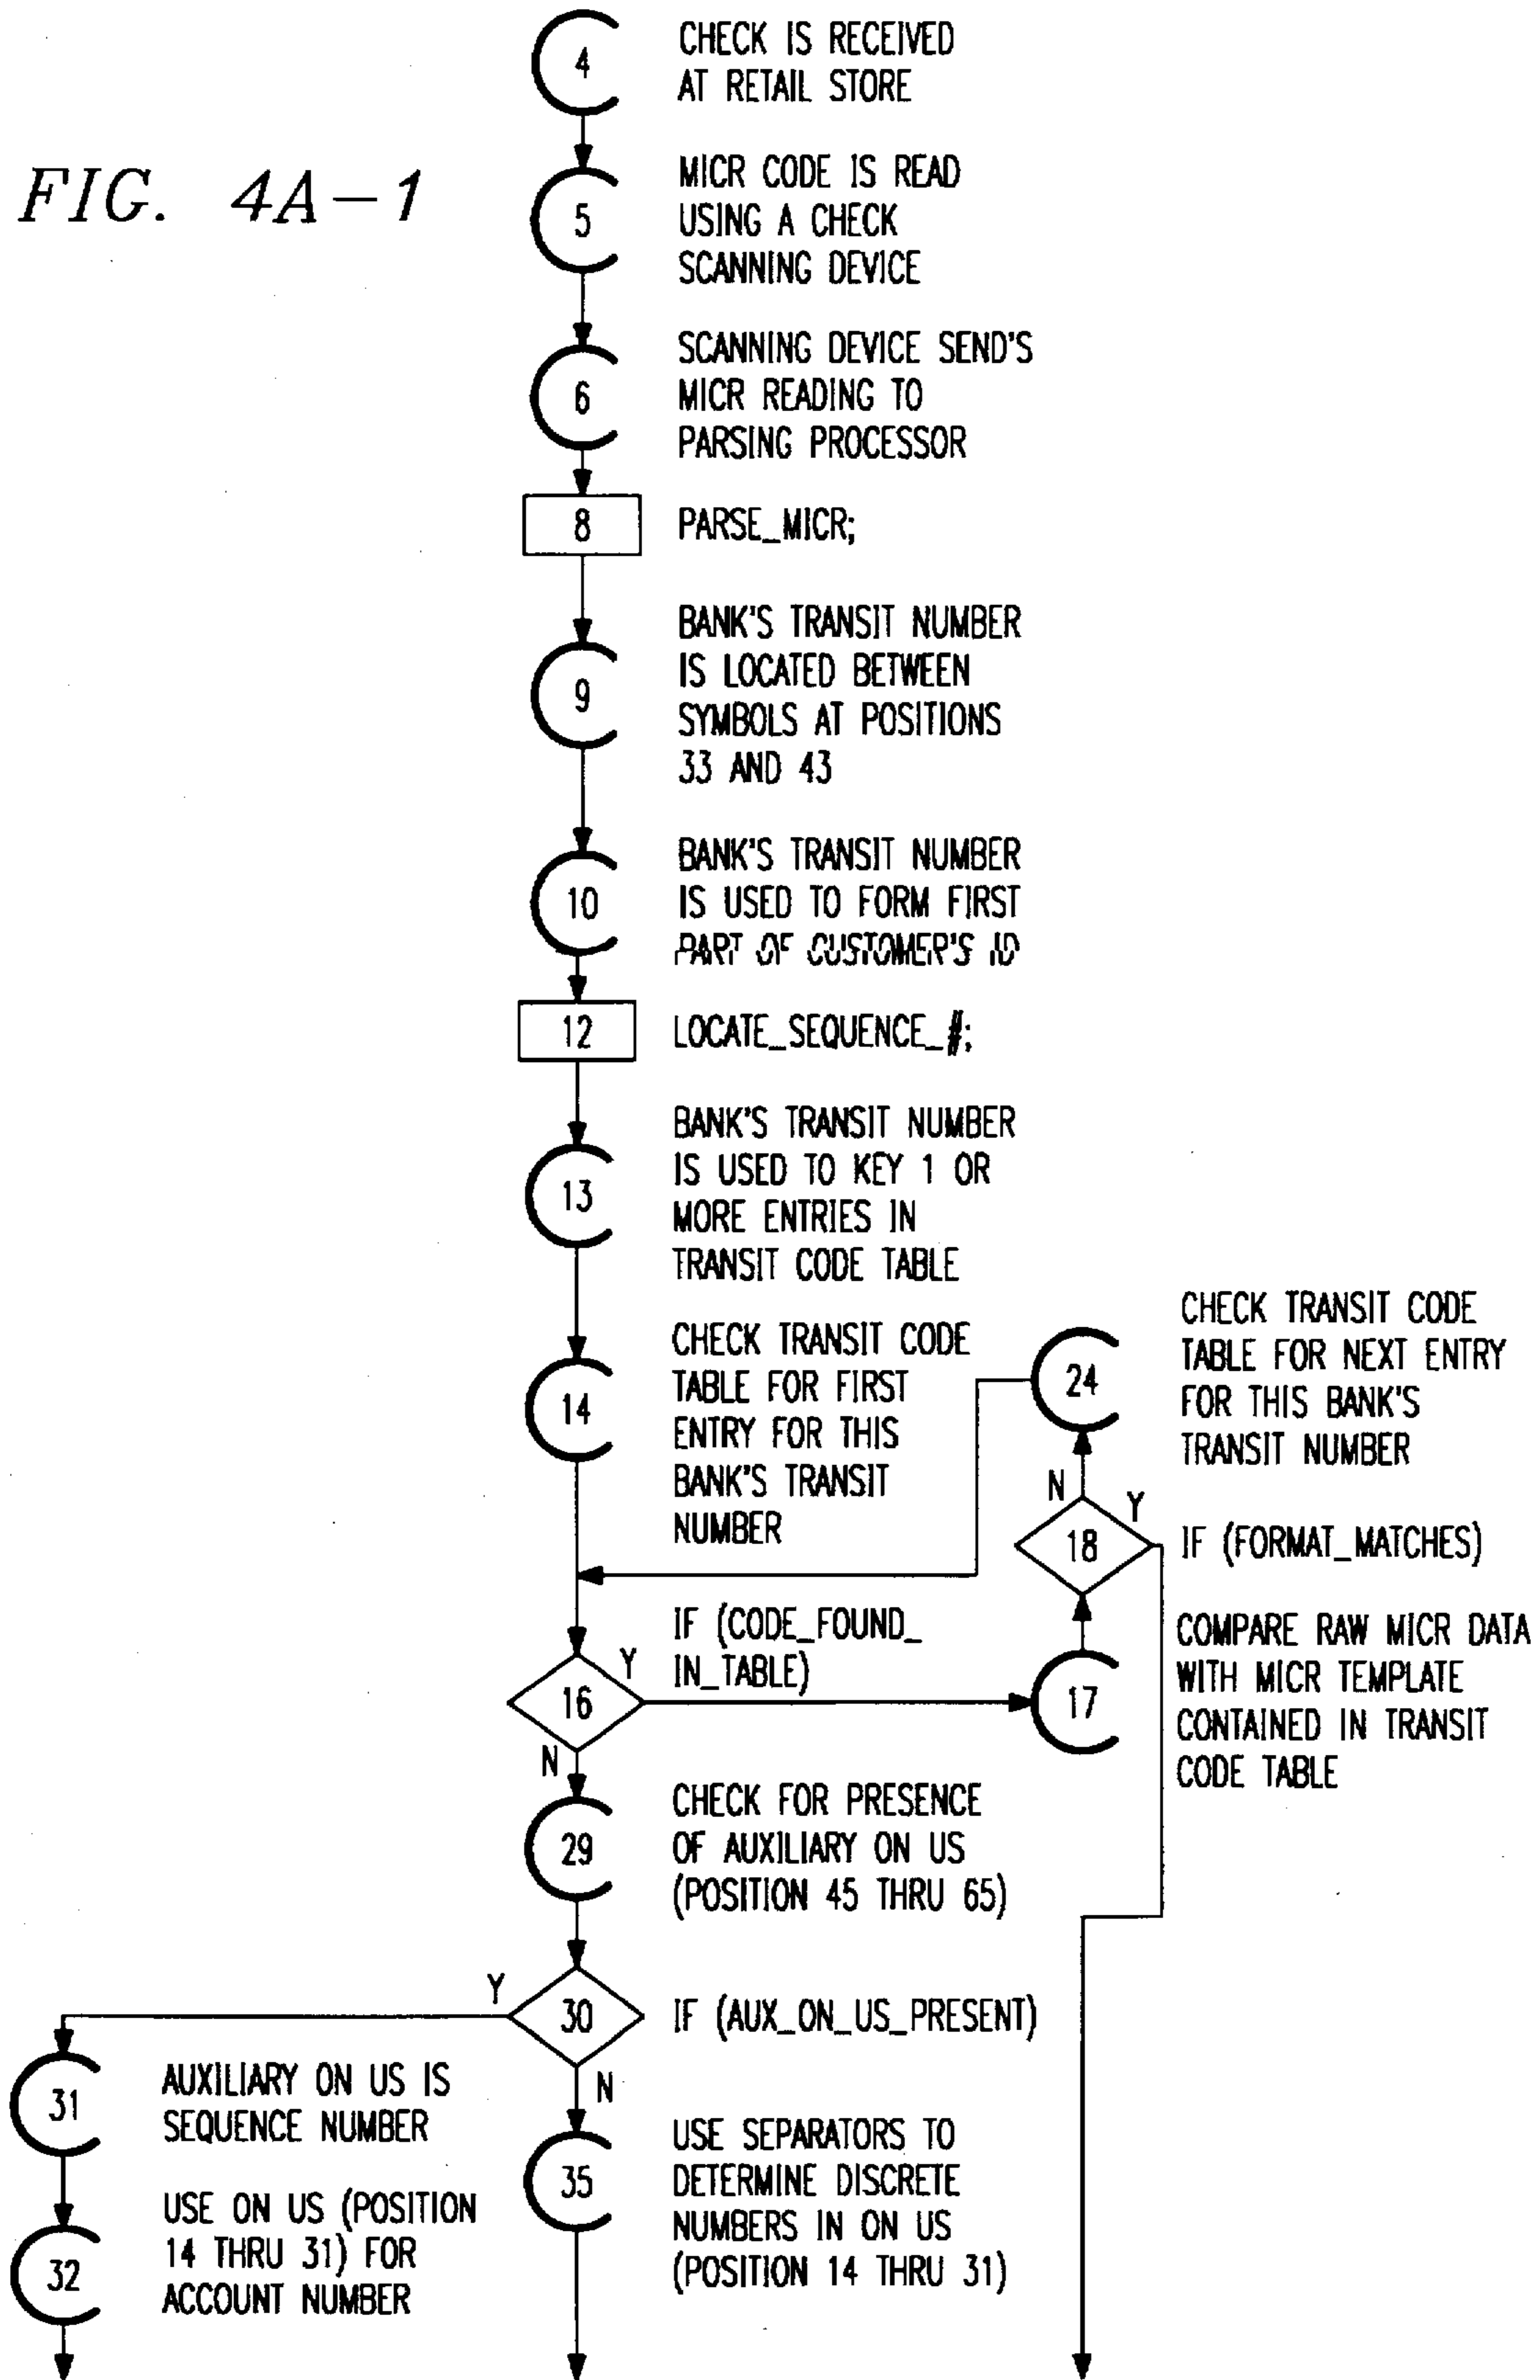 FIG. 4A-1
4
CHECK IS RECEIVED
AT RETAIL STORE
5
MICR CODE IS READ
USING A CHECK
SCANNING DEVICE
6
SCANNING DEVICE SEND'S
MICR READING TO
PARSING PROCESSOR
8
PARSE_MICR;
9
BANK'S TRANSIT NUMBER
IS LOCATED BETWEEN
SYMBOLS AT POSITIONS
33 AND 43
10
BANK'S TRANSIT NUMBER
IS USED TO FORM FIRST
PART OF CUSTOMER'S ID
12
LOCATE_SEQUENCE_#;
13
BANK'S TRANSIT NUMBER
IS USED TO KEY 1 OR
MORE ENTRIES IN
TRANSIT CODE TABLE
14
CHECK TRANSIT CODE
TABLE FOR FIRST
ENTRY FOR THIS
BANK'S TRANSIT
NUMBER
24
CHECK TRANSIT CODE
TABLE FOR NEXT ENTRY
FOR THIS BANK'S
TRANSIT NUMBER
N
Y
18
IF (FORMAT_MATCHES)
17
COMPARE RAW MICR DATA
WITH MICR TEMPLATE
CONTAINED IN TRANSIT
CODE TABLE
IF (CODE_FOUND_
IN_TABLE)
Y
16
N
29
CHECK FOR PRESENCE
OF AUXILIARY ON US
(POSITION 45 THRU 65)
Y
30
IF (AUX_ON_US_PRESENT)
N
31
AUXILIARY ON US IS
SEQUENCE NUMBER
32
USE ON US (POSITION
14 THRU 31) FOR
ACCOUNT NUMBER
35
USE SEPARATORS TO
DETERMINE DISCRETE
NUMBERS IN ON US
(POSITION 14 THRU 31)